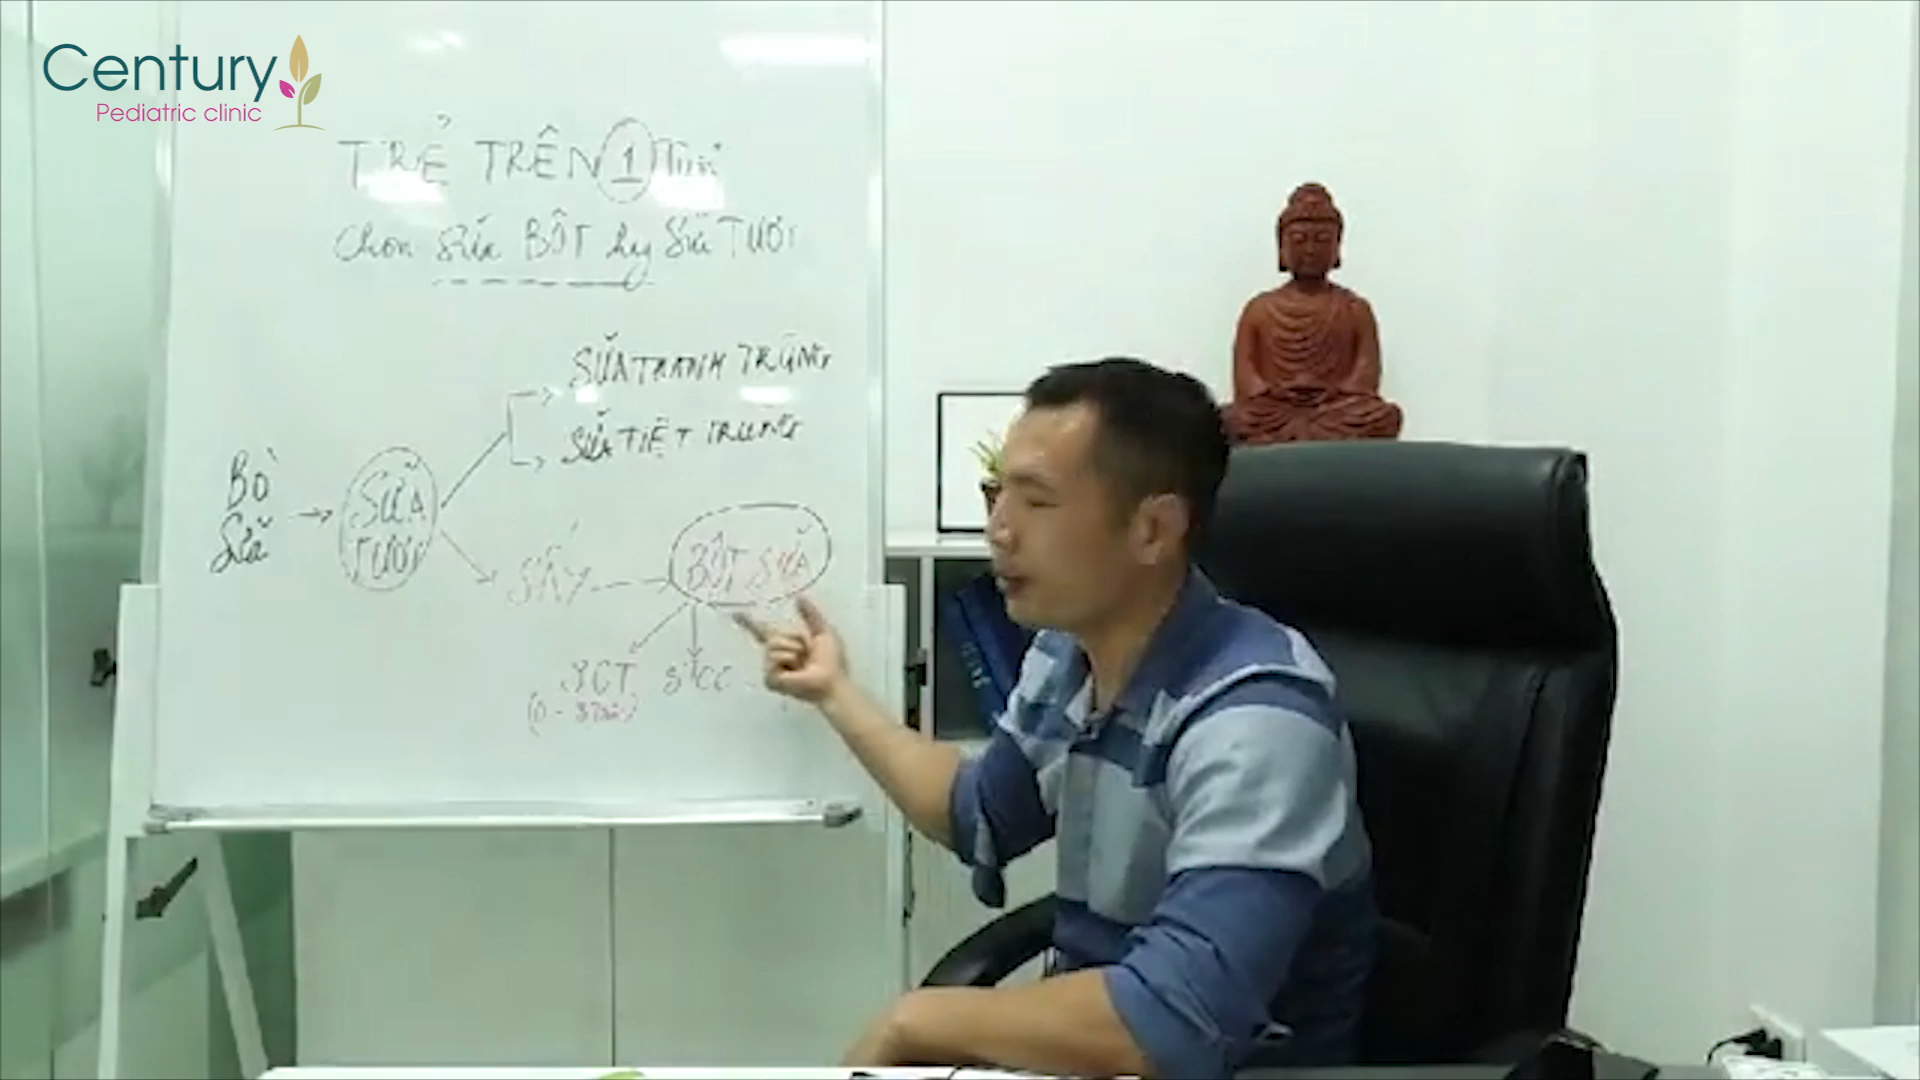 Century
Pediatric clinic
TRẺ TRÊN 1 Tuổi
Chọn sữa BỘT hay Sữa TƯƠI
SỮA THANH TRÙNG
SỮA TIỆT TRÙNG
BÒ
Sữa
SỮA
TƯƠI
SẤY
BỘT SỮA
SCT